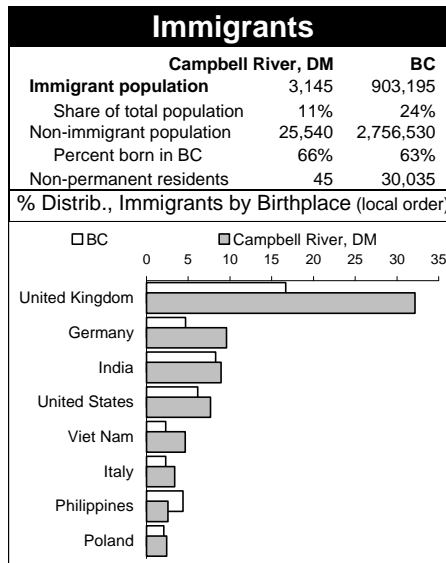 Immigrants
Campbell River, DM BC
Immigrant population 3,145 903,195
Share of total population 11% 24%
Non-immigrant population 25,540 2,756,530
Percent born in BC 66% 63%
Non-permanent residents 45 30,035
% Distrib., Immigrants by Birthplace (local order)
BC Campbell River, DM
0 5 10 15 20 25 30 35
United Kingdom
Germany
India
United States
Viet Nam
Italy
Philippines
Poland